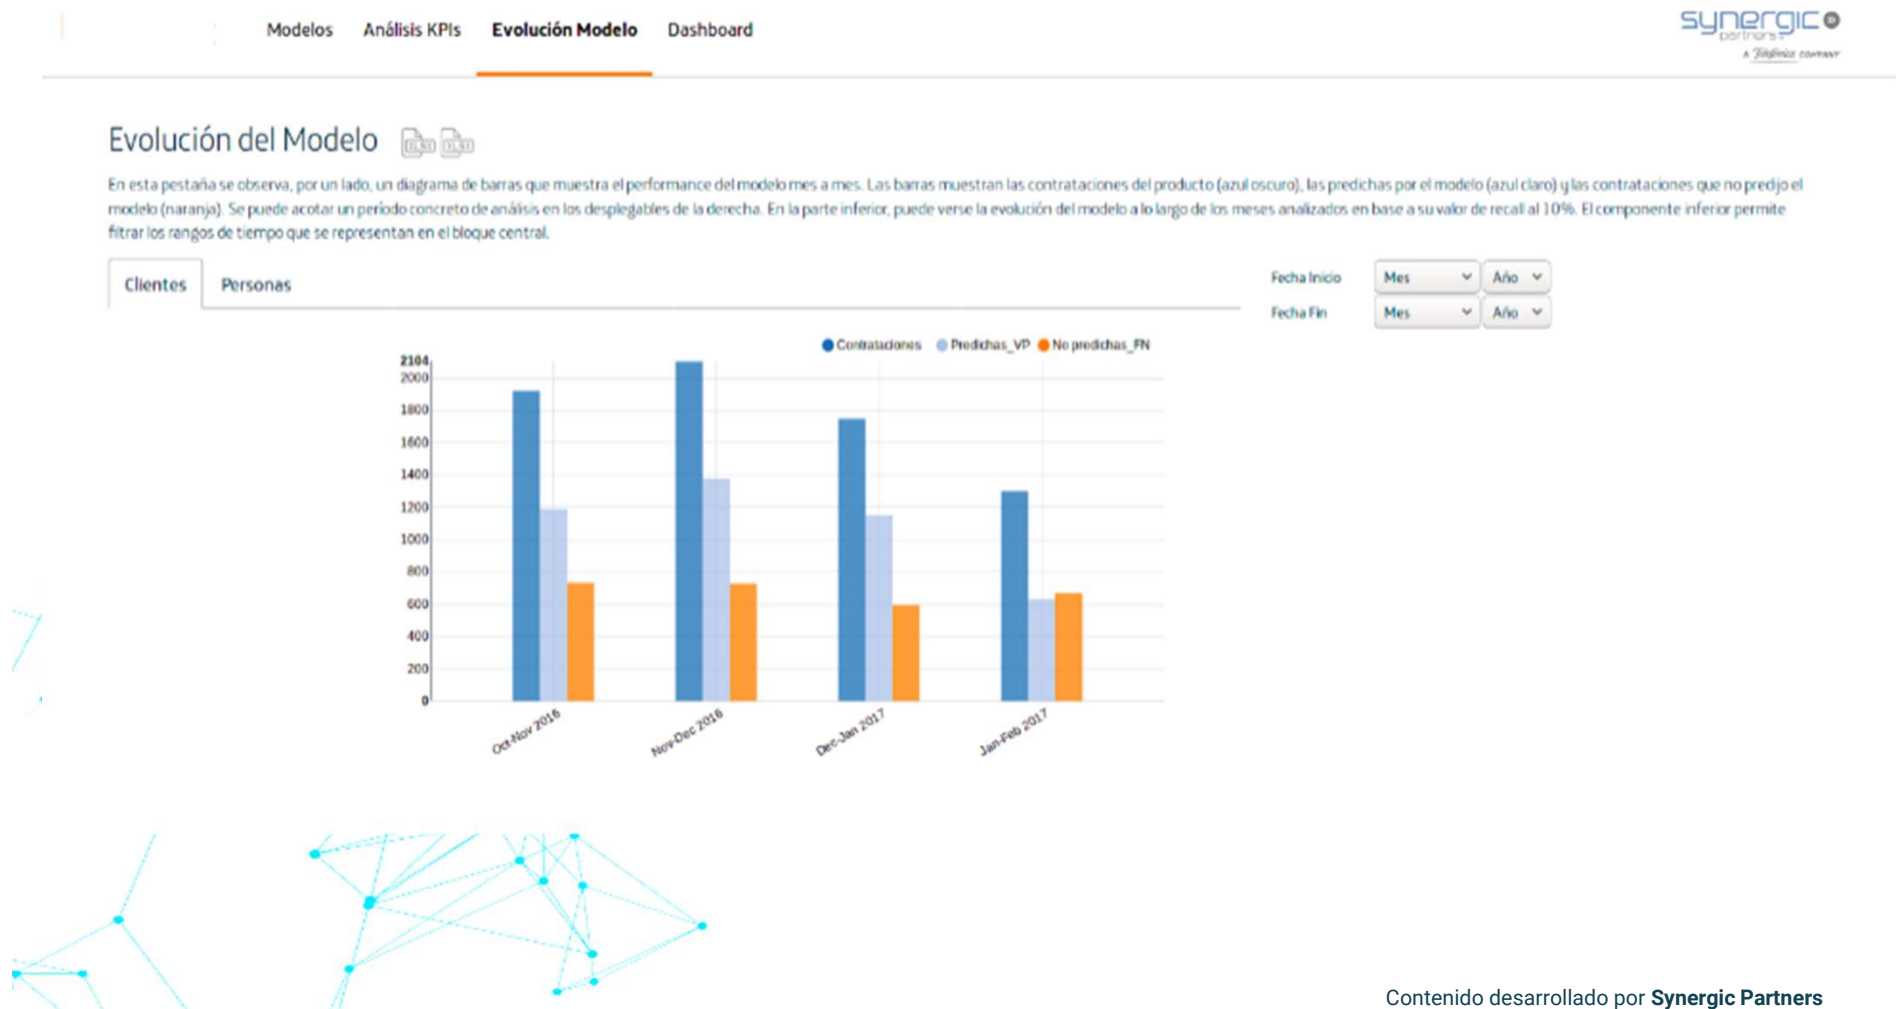 Modelos Análisis KPIs Evolución Modelo Dashboard
synergic
partners
A Telefónica COMPANY
Evolución del Modelo
En esta pestaña se observa, por un lado, un diagrama de barras que muestra el performance del modelo mes a mes. Las barras muestran las contrataciones del producto (azul oscuro), las predichas por el modelo (azul claro) y las contrataciones que no predijo el
modelo (naranja). Se puede acotar un período concreto de análisis en los desplegables de la derecha. En la parte inferior, puede verse la evolución del modelo a lo largo de los meses analizados en base a su valor de recall al 10%. El componente inferior permite
filtrar los rangos de tiempo que se representan en el bloque central.
Clientes Personas
Fecha Inicio Mes Año
Fecha Fin Mes Año
Contrataciones Predichas_VP No predichas_FN
2104
2000
1800
1600
1400
1200
1000
800
600
400
200
0
Oct-Nov 2016 Nov-Dec 2016 Dec-Jan 2017 Jan-Feb 2017
Contenido desarrollado por Synergic Partners